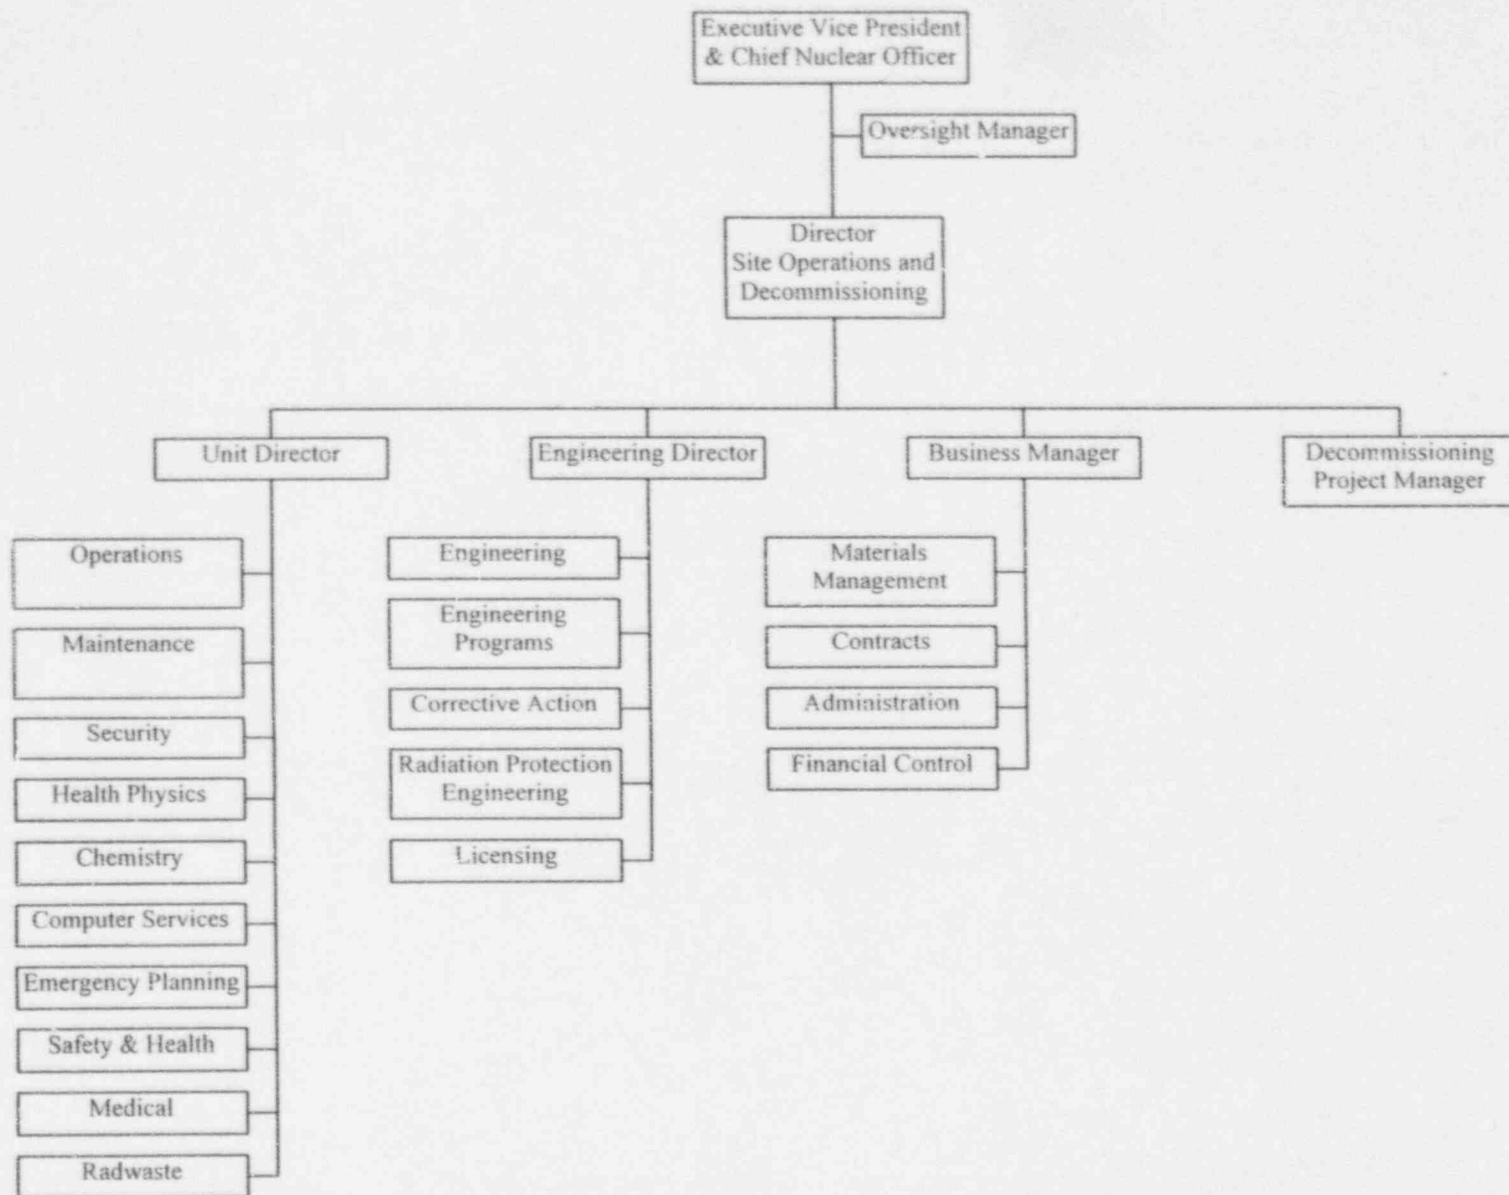 Executive Vice President
& Chief Nuclear Officer
Oversight Manager
Director
Site Operations and
Decommissioning
Unit Director
Engineering Director
Business Manager
Decommissioning
Project Manager
Operations
Maintenance
Security
Health Physics
Chemistry
Computer Services
Emergency Planning
Safety & Health
Medical
Radwaste
Engineering
Engineering
Programs
Corrective Action
Radiation Protection
Engineering
Licensing
Materials
Management
Contracts
Administration
Financial Control